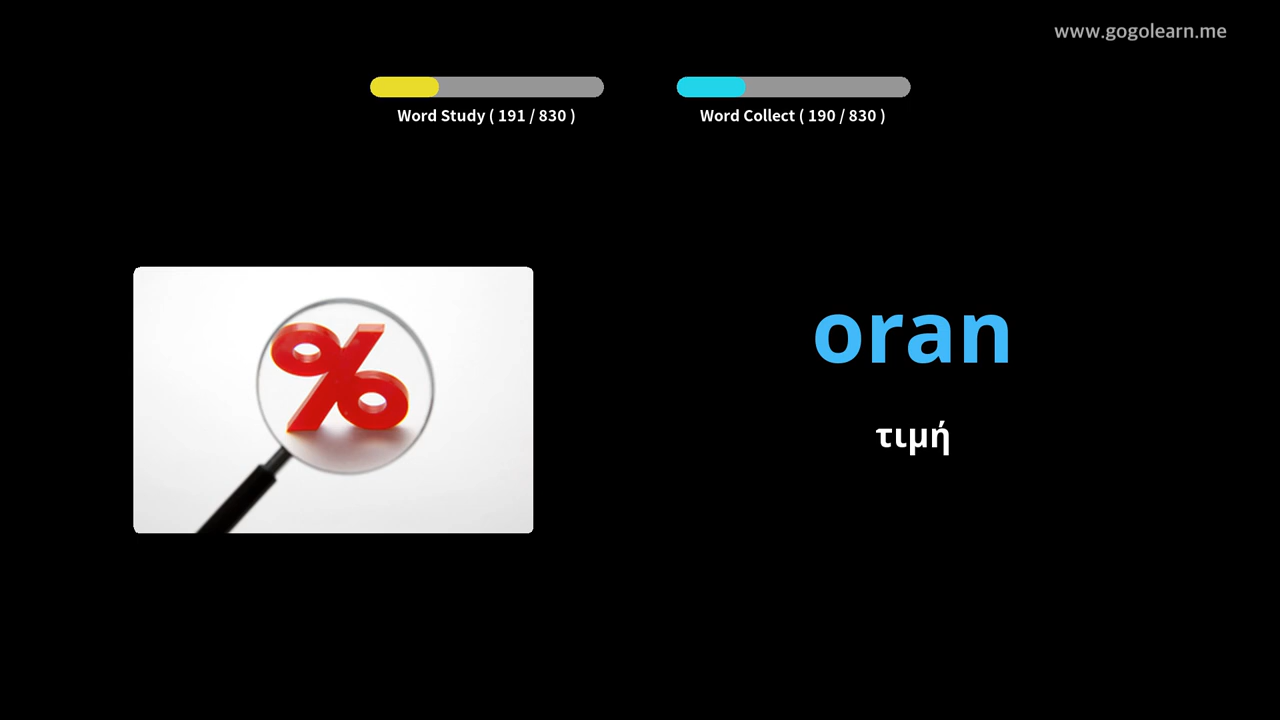 www.gogolearn.me
Word Study ( 191 / 830 )
Word Collect ( 190 / 830 )
%
oran
τιμή